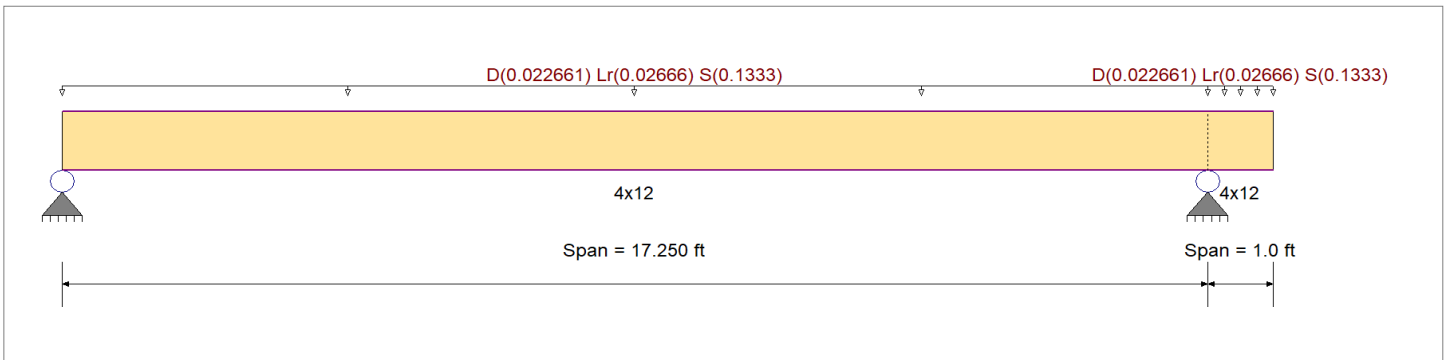 D(0.022661) Lr(0.02666) S(0.1333) D(0.022661) Lr(0.02666) S(0.1333)
4x12 4x12
Span = 17.250 ft Span = 1.0 ft